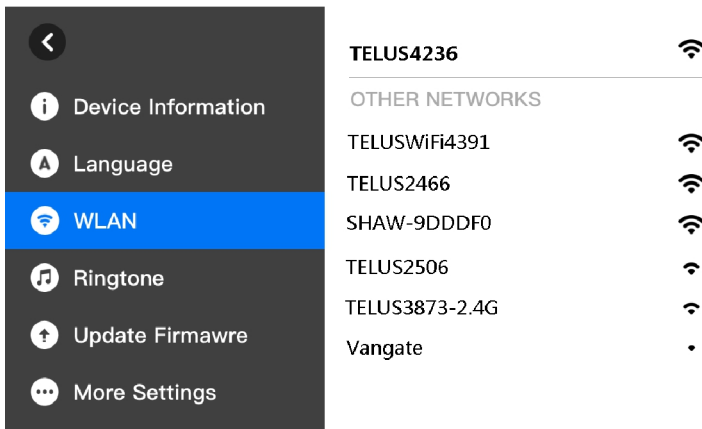 Device Information
Language
WLAN
Ringtone
Update Firmawre
More Settings
TELUS4236
OTHER NETWORKS
TELUSWiFi4391
TELUS2466
SHAW-9DDDF0
TELUS2506
TELUS3873-2.4G
Vangate